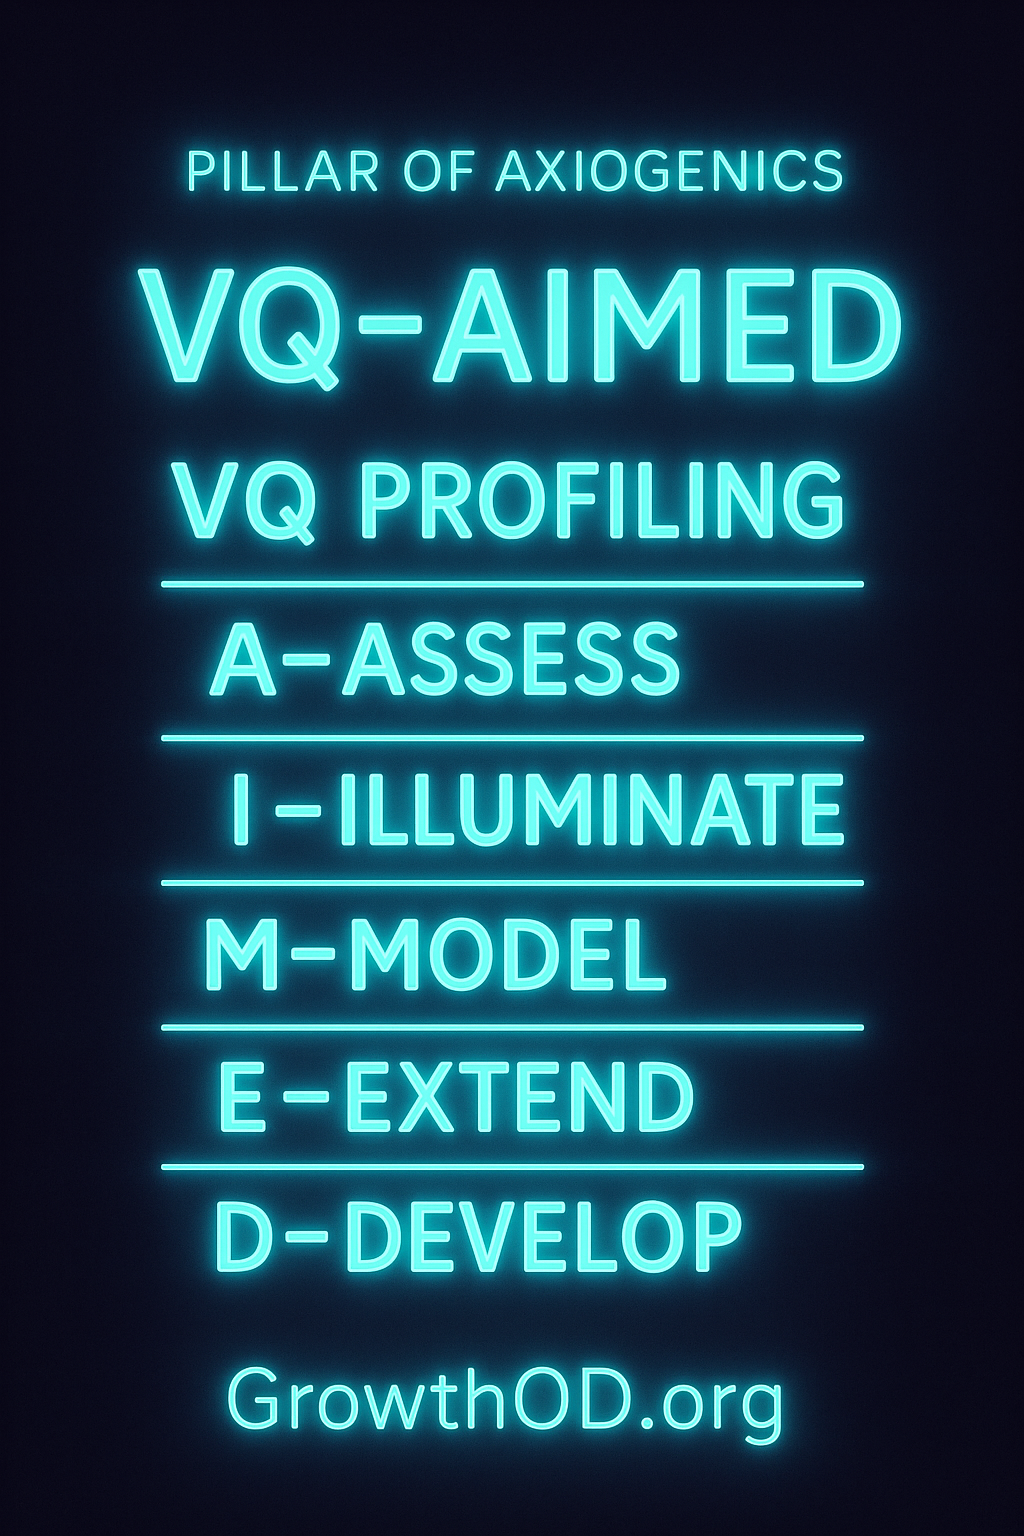 PILLAR OF AXIOGENICS
VQ-AIMED
VQ PROFILING
A-ASSESS
I-ILLUMINATE
M-MODEL
E-EXTEND
D-DEVELOP
GrowthOD.org